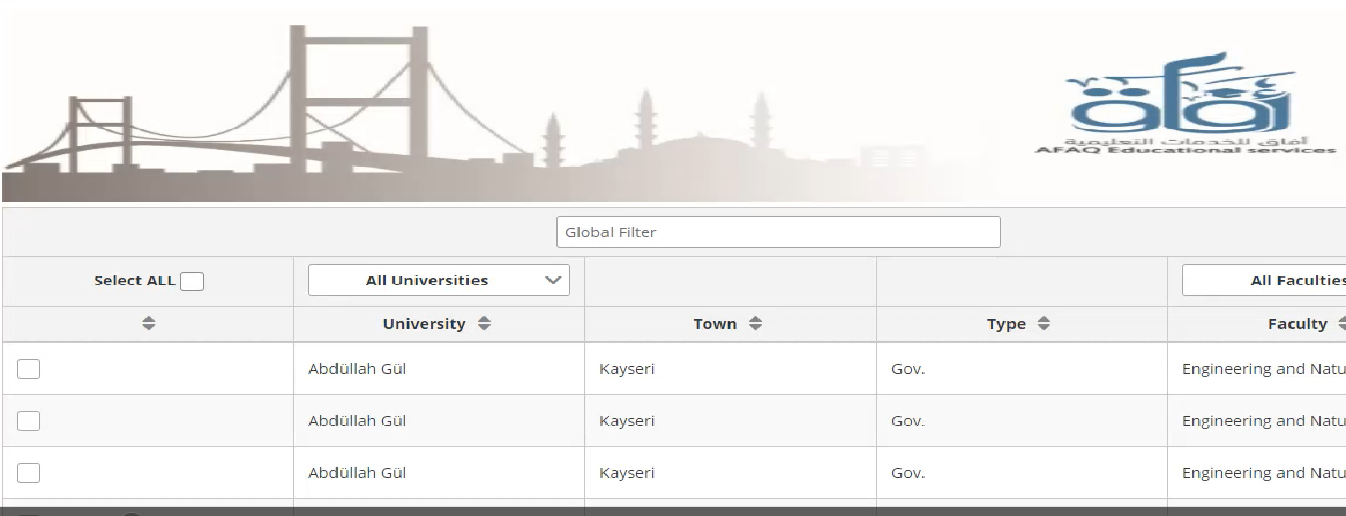 آفاق
آفاق للخدمات التعليمية
AFAQ Educational services
Global Filter
Select ALL All Universities All Faculties
University Town Type Faculty
Abdüllah Gül Kayseri Gov. Engineering and Natu
Abdüllah Gül Kayseri Gov. Engineering and Natu
Abdüllah Gül Kayseri Gov. Engineering and Natu